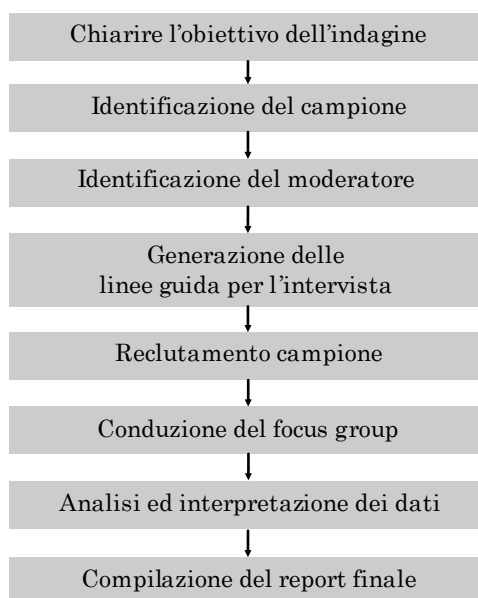 Chiarire l’obiettivo dell’indagine
Identificazione del campione
Identificazione del moderatore
Generazione delle
linee guida per l’intervista
Reclutamento campione
Conduzione del focus group
Analisi ed interpretazione dei dati
Compilazione del report finale